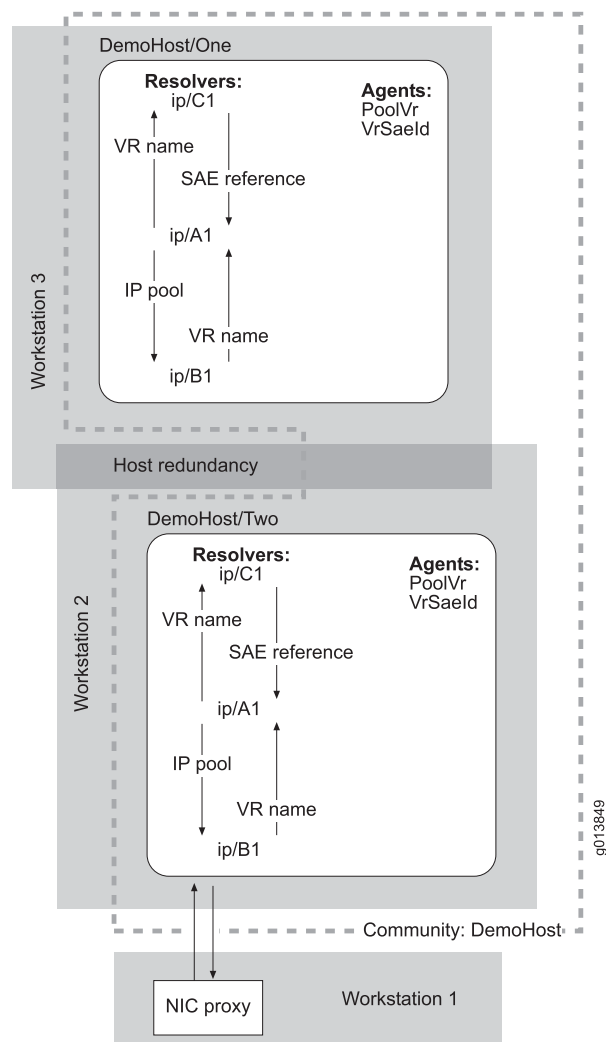 DemoHost/One
Resolvers:
ip/C1
Agents:
PoolVr
VrSaeId
VR name
SAE reference
ip/A1
IP pool
VR name
ip/B1
Workstation 3
Host redundancy
DemoHost/Two
Resolvers:
ip/C1
Agents:
PoolVr
VrSaeId
VR name
SAE reference
ip/A1
IP pool
VR name
ip/B1
Workstation 2
g013849
Community: DemoHost
NIC proxy
Workstation 1